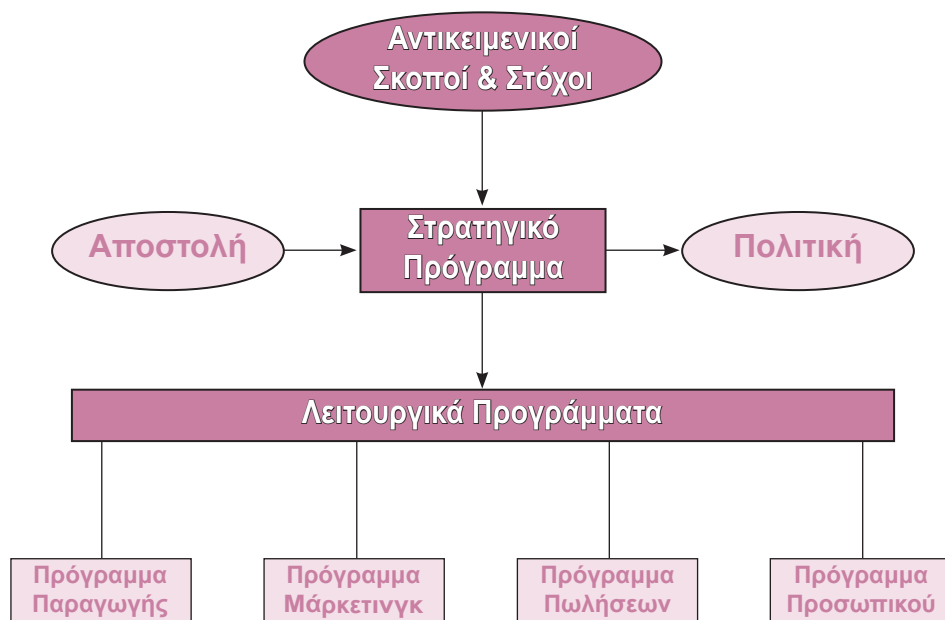 Αντικειμενικοί
Σκοποί & Στόχοι
Αποστολή
Στρατηγικό
Πρόγραμμα
Πολιτική
Λειτουργικά Προγράμματα
Πρόγραμμα
Παραγωγής
Πρόγραμμα
Μάρκετινγκ
Πρόγραμμα
Πωλήσεων
Πρόγραμμα
Προσωπικού